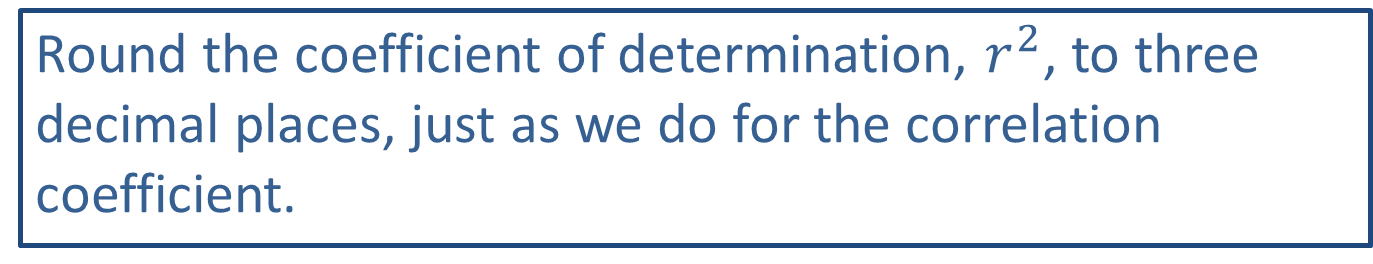 Round the coefficient of determination, r², to three
decimal places, just as we do for the correlation
coefficient.